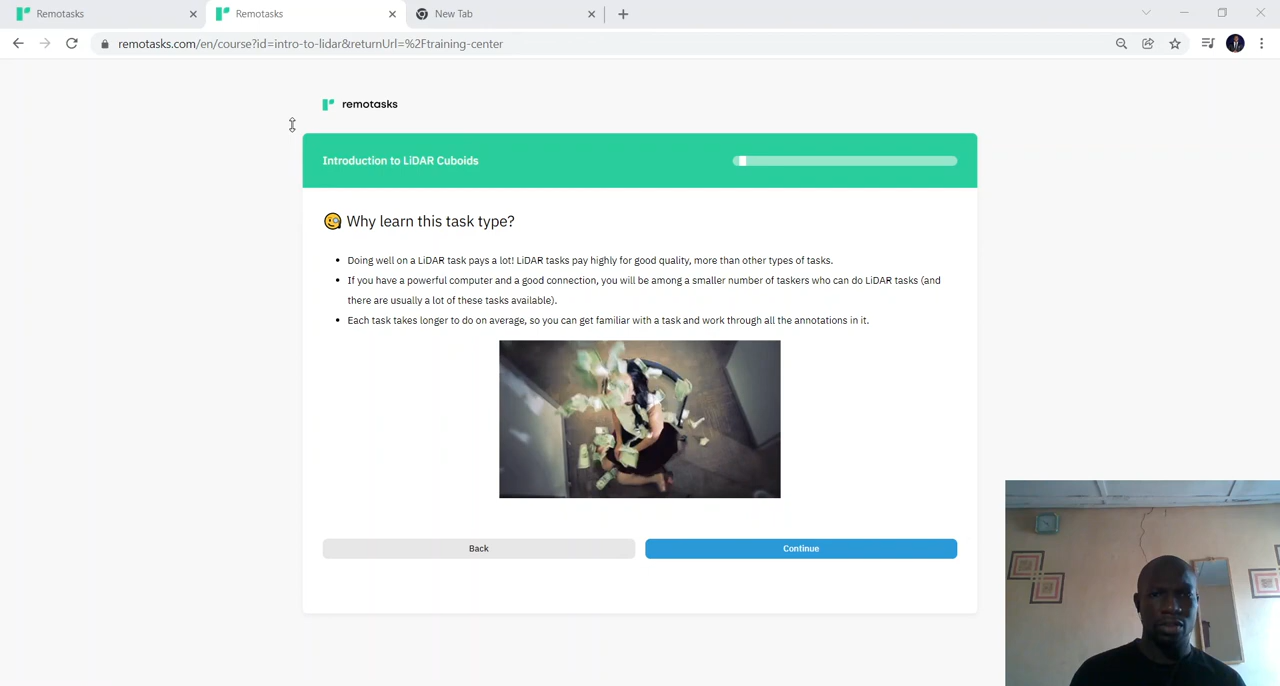 Remotasks
Remotasks
New Tab
remotasks.com/en/course?id=intro-to-lidar&returnUrl=%2Ftraining-center
remotasks
Introduction to LiDAR Cuboids
Why learn this task type?
• Doing well on a LiDAR task pays a lot! LiDAR tasks pay highly for good quality, more than other types of tasks.
• If you have a powerful computer and a good connection, you will be among a smaller number of taskers who can do LiDAR tasks (and
there are usually a lot of these tasks available).
• Each task takes longer to do on average, so you can get familiar with a task and work through all the annotations in it.
Back
Continue